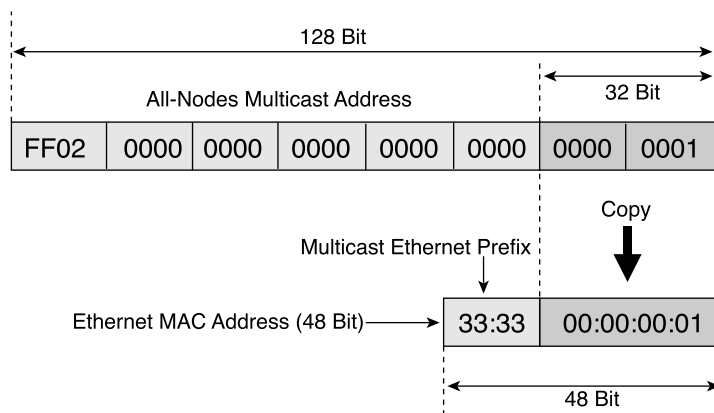 128 Bit
All-Nodes Multicast Address
32 Bit
FF02 0000 0000 0000 0000 0000 0000 0001
Copy
Multicast Ethernet Prefix
Ethernet MAC Address (48 Bit) 33:33 00:00:00:01
48 Bit